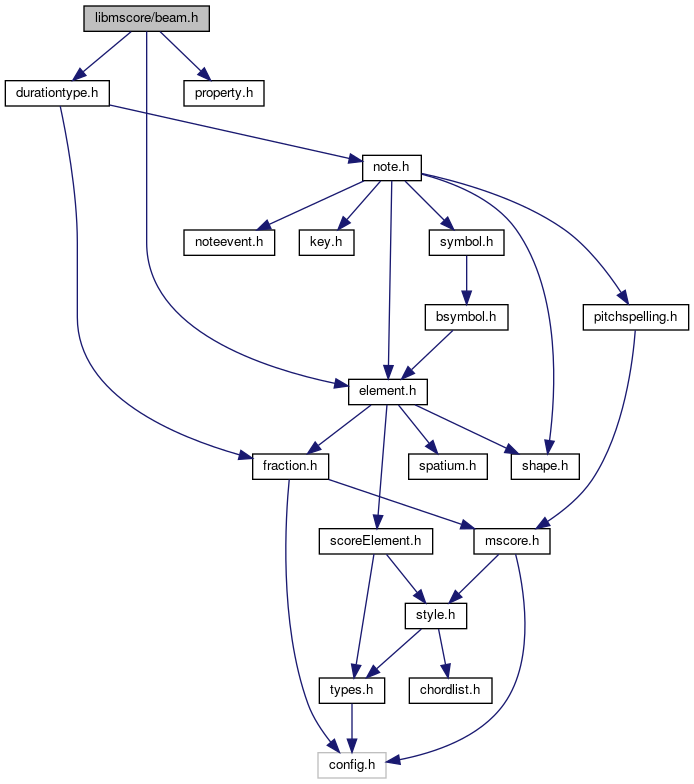 libmscore/beam.h
durationtype.h
property.h
note.h
noteevent.h
key.h
symbol.h
bsymbol.h
pitchspelling.h
element.h
fraction.h
spatium.h
shape.h
scoreElement.h
mscore.h
style.h
types.h
chordlist.h
config.h